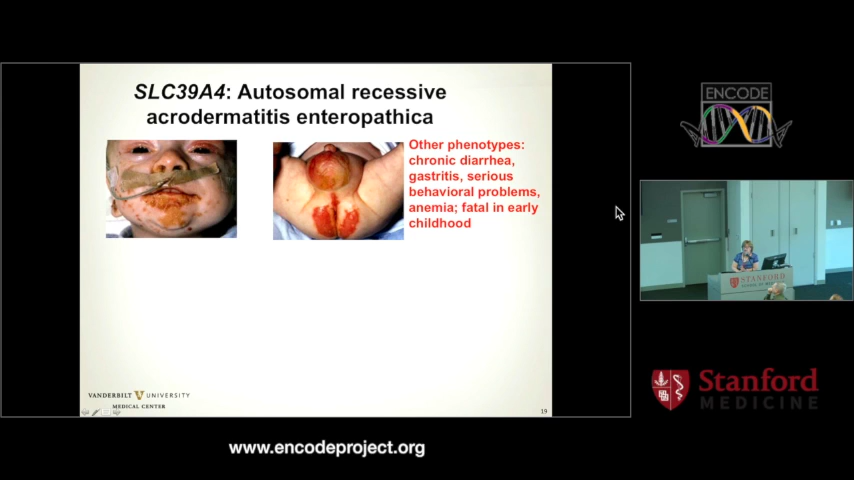 SLC39A4: Autosomal recessive
acrodermatitis enteropathica
Other phenotypes:
chronic diarrhea,
gastritis, serious
behavioral problems,
anemia; fatal in early
childhood
VANDERBILT V UNIVERSITY
MEDICAL CENTER
19
ENCODE
STANFORD
Stanford
MEDICINE
www.encodeproject.org